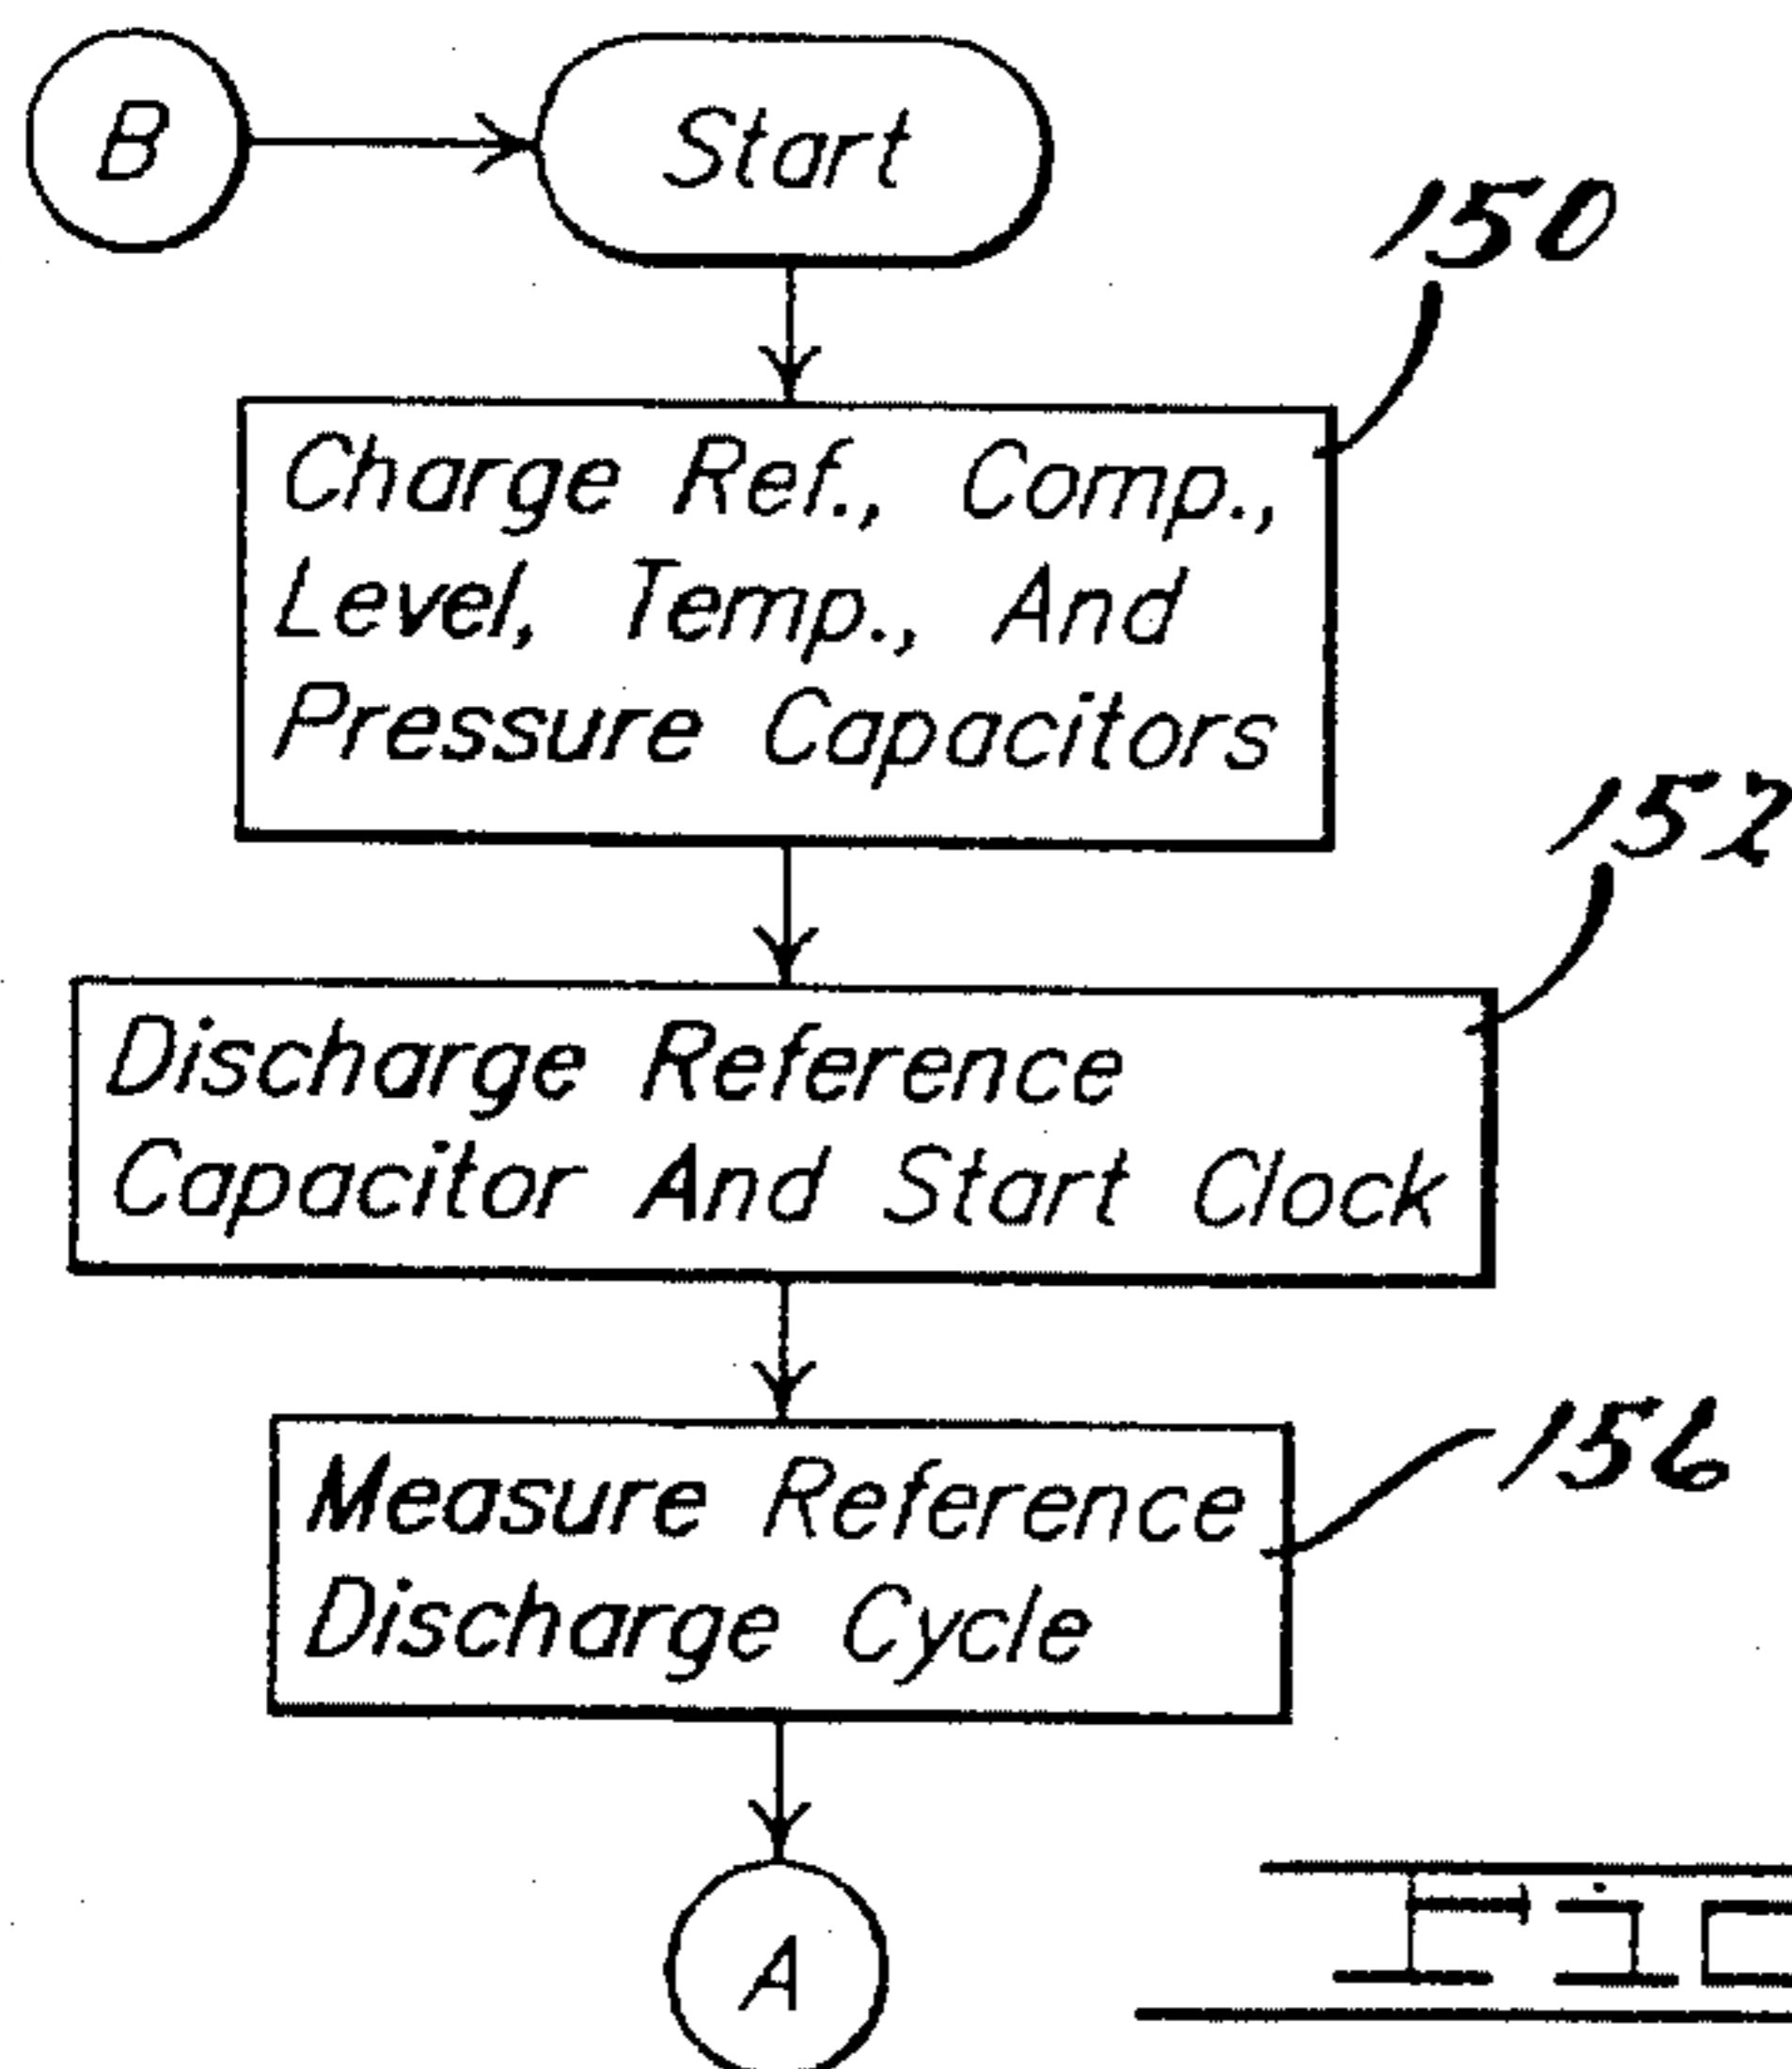 B
Start
150
Charge Ref., Comp.,
Level, Temp., And
Pressure Capacitors
152
Discharge Reference
Capacitor And Start Clock
156
Measure Reference
Discharge Cycle
A